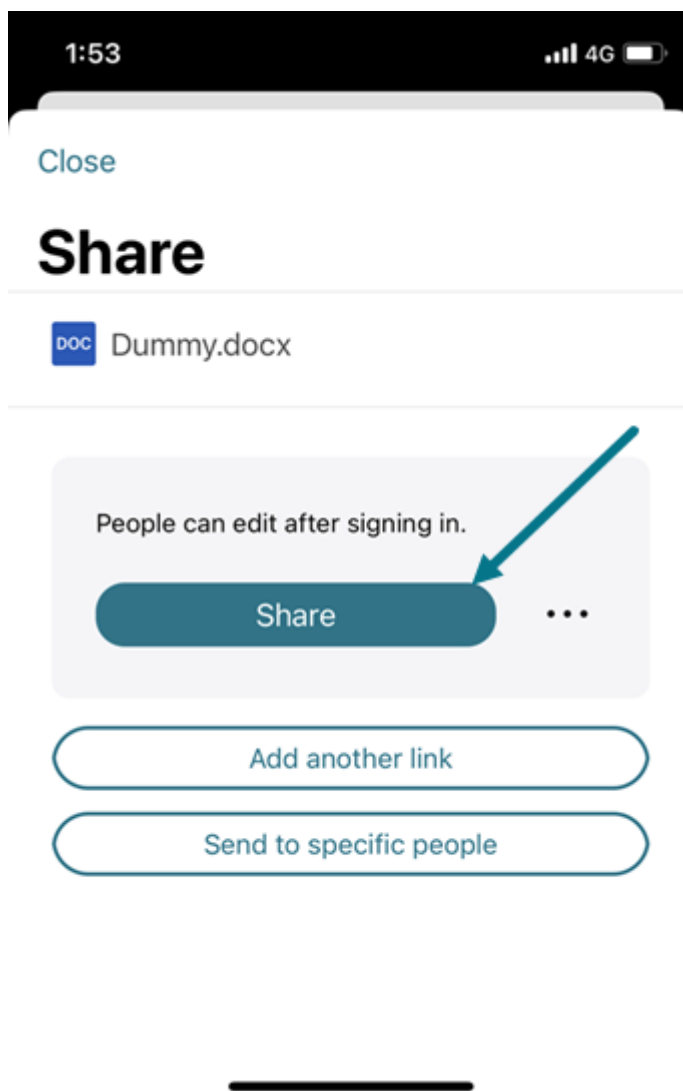 1:53
4G
Close
Share
DOC Dummy.docx
People can edit after signing in.
Share
Add another link
Send to specific people